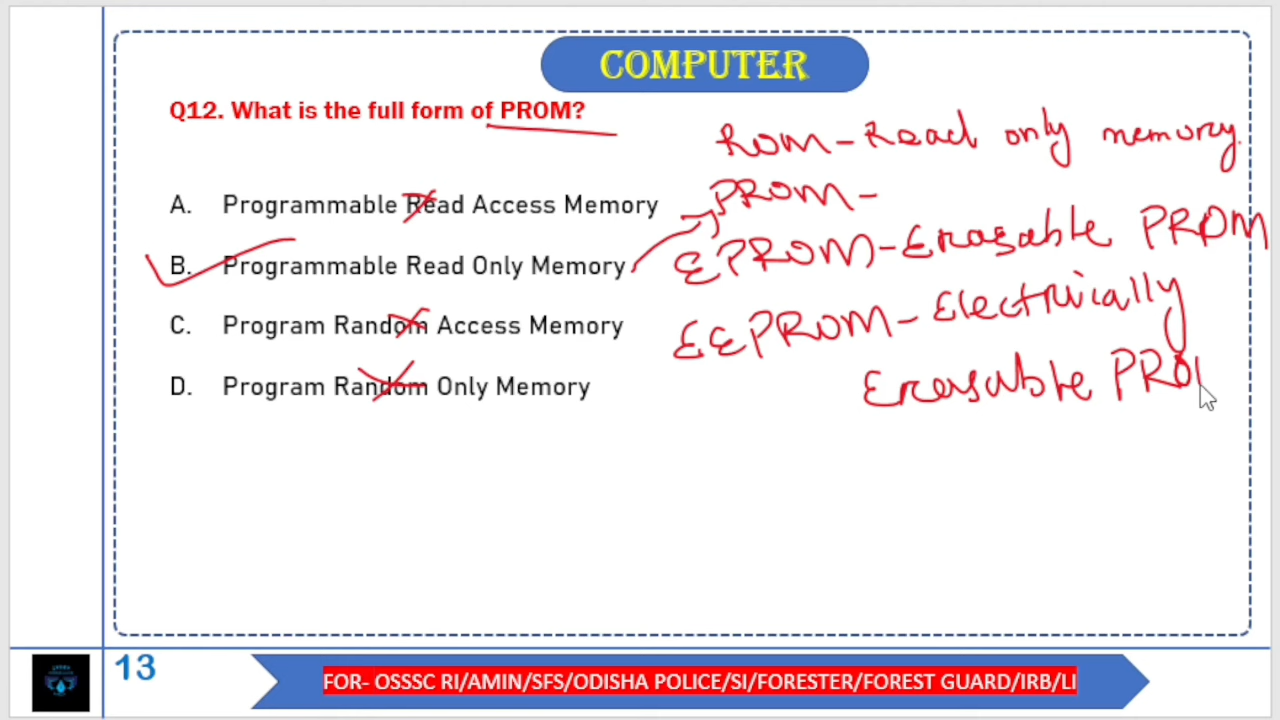 COMPUTER
Q12. What is the full form of PROM?
ROM - Read only memory.
A. Programmable Read Access Memory
PROM -
B. Programmable Read Only Memory
EPROM - Erasable PROM
C. Program Random Access Memory
EEPROM - Electrically
Erasable PRO
D. Program Random Only Memory
13
FOR- OSSSC RI/AMIN/SFS/ODISHA POLICE/SI/FORESTER/FOREST GUARD/IRB/LI